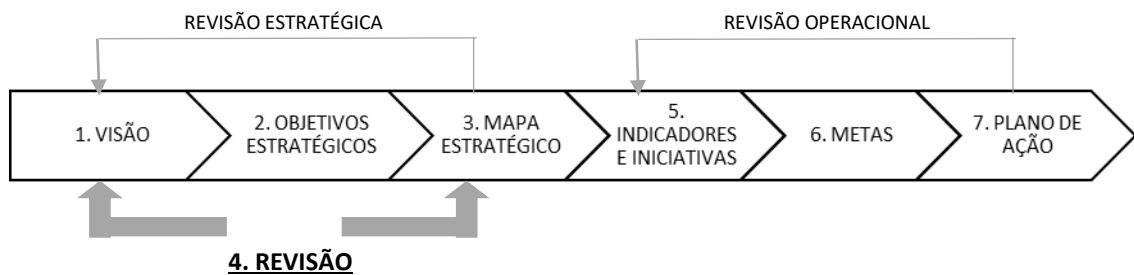 REVISÃO ESTRATÉGICA
REVISÃO OPERACIONAL
1. VISÃO
2. OBJETIVOS
ESTRATÉGICOS
3. MAPA
ESTRATÉGICO
5.
INDICADORES
E INICIATIVAS
6. METAS
7. PLANO DE
AÇÃO
4. REVISÃO